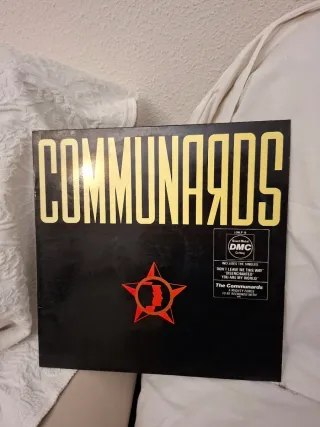 COMMUNARDS
DMC
INCLUDES THE SINGLES
DON'T LEAVE ME THIS WAY
DISENCHANTED
YOU ARE MY WORLD
The Communards